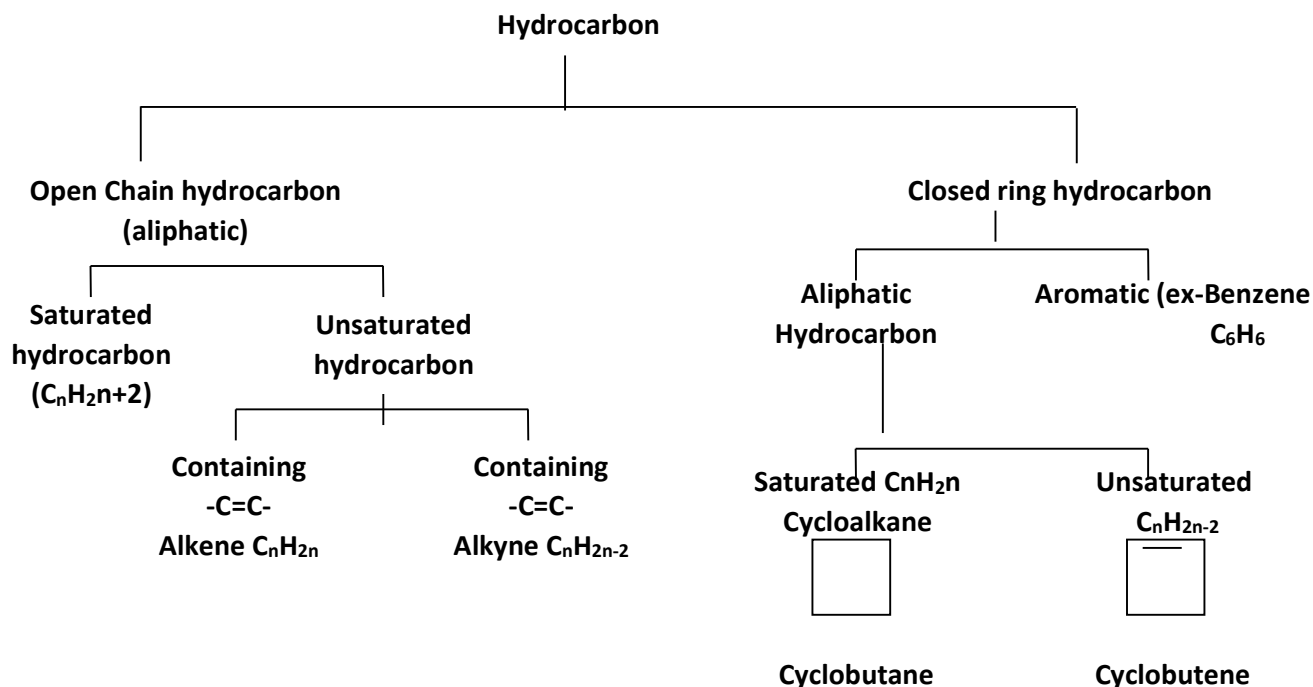 Hydrocarbon
Open Chain hydrocarbon
(aliphatic)
Closed ring hydrocarbon
Saturated
hydrocarbon
(CₙH₂n+2)
Unsaturated
hydrocarbon
Aliphatic
Hydrocarbon
Aromatic (ex-Benzene
C₆H₆
Containing
-C=C-
Alkene CₙH₂ₙ
Containing
-C=C-
Alkyne CₙH₂ₙ₋₂
Saturated CnH₂n
Cycloalkane
Unsaturated
CₙH₂ₙ₋₂
Cyclobutane
Cyclobutene